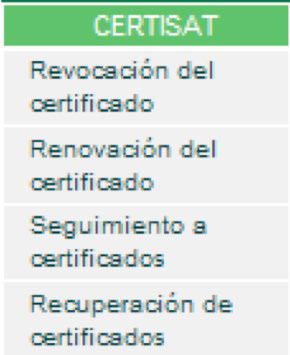 CERTISAT
Revocación del
certificado
Renovación del
certificado
Seguimiento a
certificados
Recuperación de
certificados